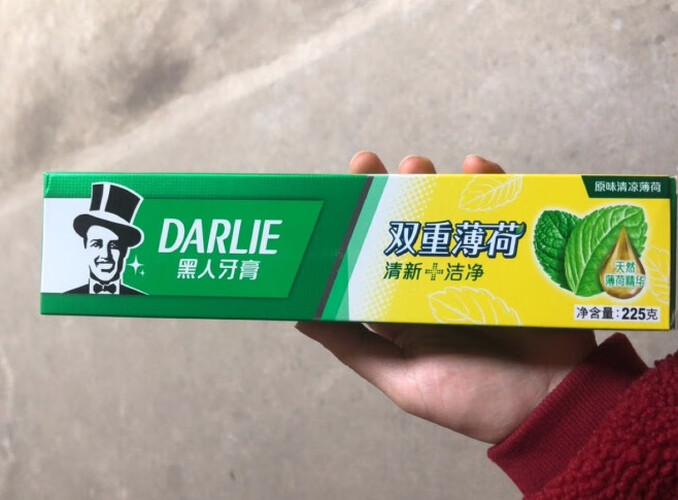 DARLIE
黑人牙膏
双重薄荷
清新+洁净
原味清凉薄荷
天然
薄荷精华
净含量:225克